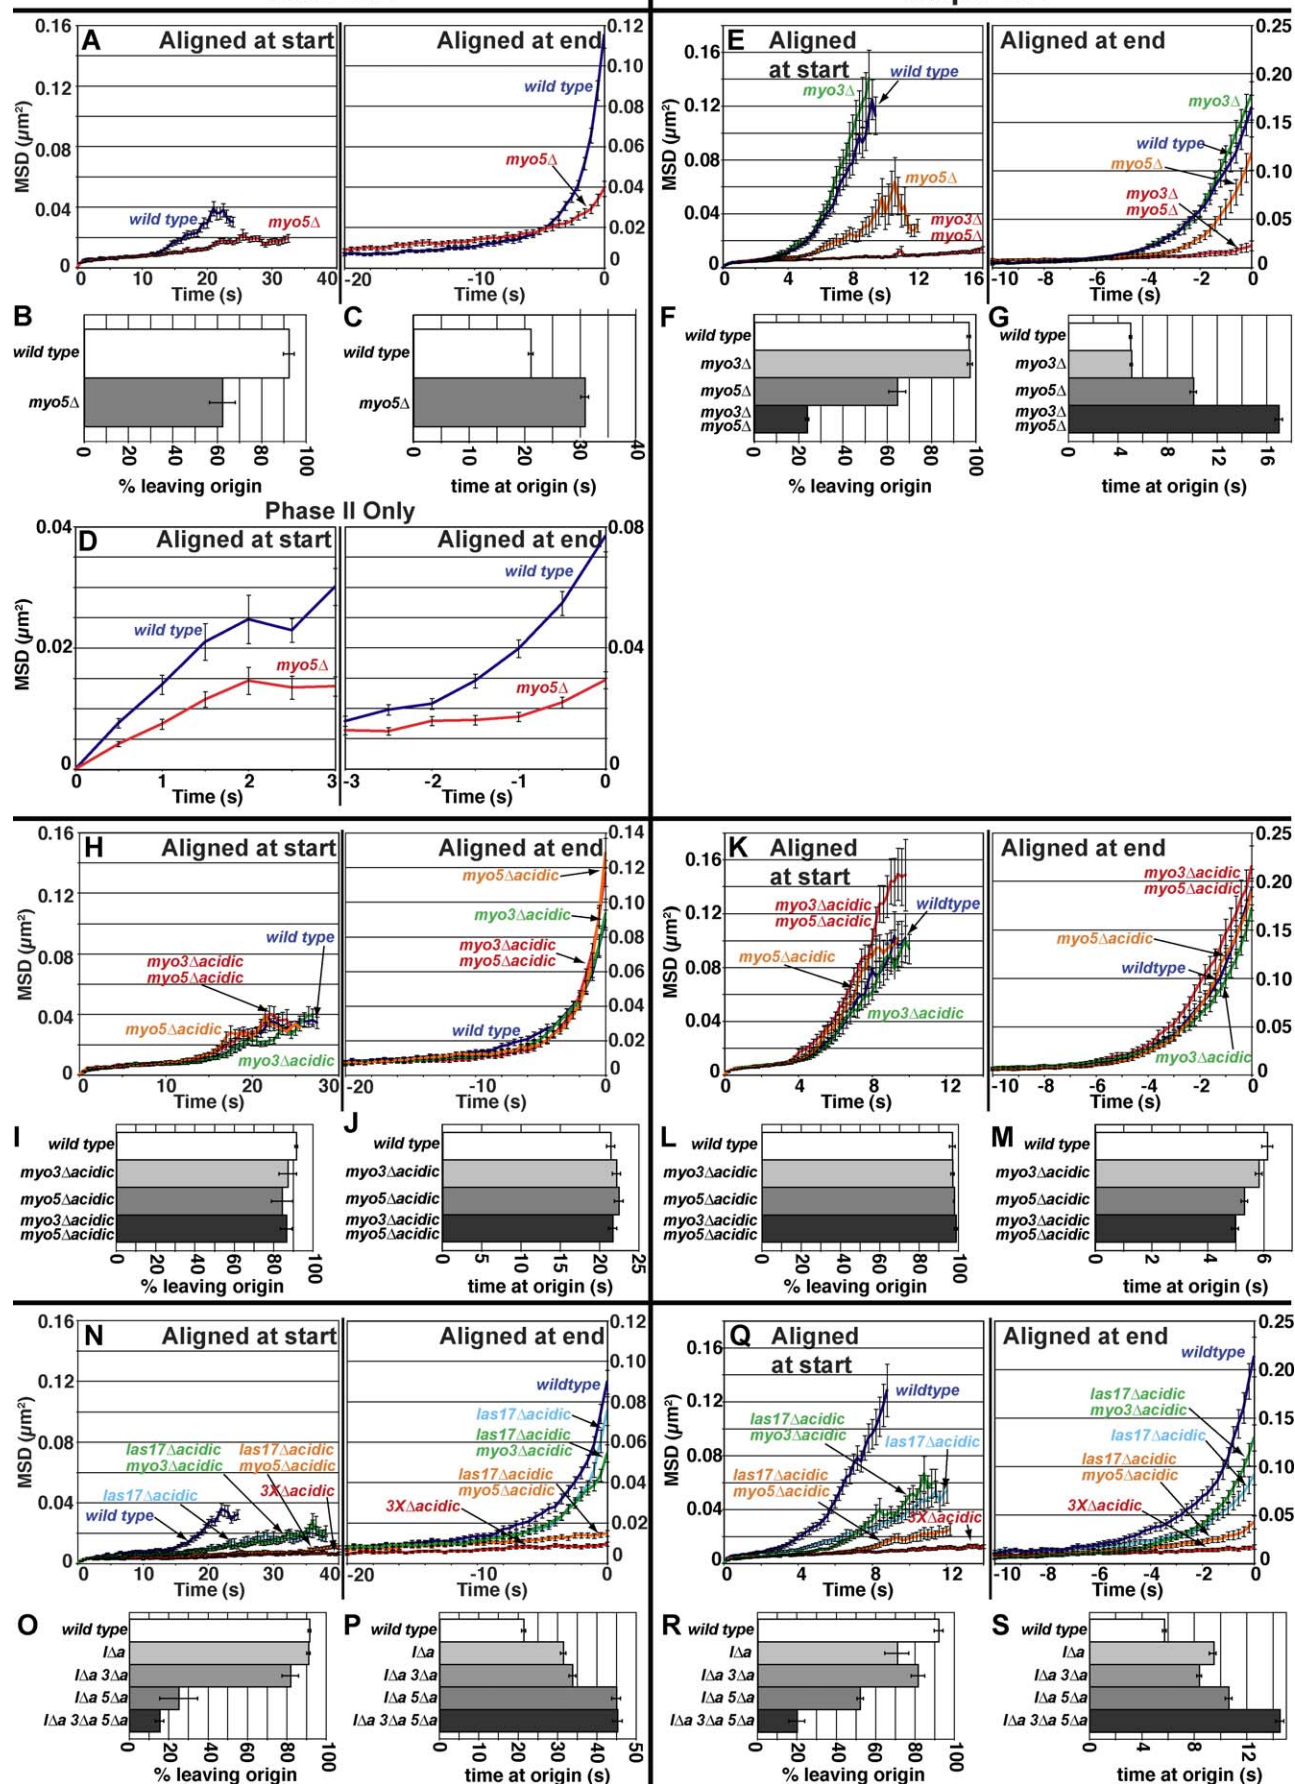 A Aligned at start
Aligned at end
MSD (µm²)
0.16
0.12
0.08
0.04
0
wild type
myo5Δ
0 10 20 30 40
Time (s)
wild type
myo5Δ
0.12
0.10
0.08
0.06
0.04
0.02
0
-20 -10 0
Time (s)
E Aligned
at start
Aligned at end
MSD (µm²)
0.16
0.12
0.08
0.04
0
myo3Δ
wild type
myo5Δ
myo3Δ
myo5Δ
0 4 8 12 16
Time (s)
0.25
0.20
0.15
0.10
0.05
0
myo3Δ
wild type
myo5Δ
myo3Δ
myo5Δ
-10 -8 -6 -4 -2 0
Time (s)
B
wild type
myo5Δ
0 20 40 60 80 100
% leaving origin
C
wild type
myo5Δ
0 10 20 30 40
time at origin (s)
F
wild type
myo3Δ
myo5Δ
myo3Δ
myo5Δ
0 20 40 60 80 100
% leaving origin
G
wild type
myo3Δ
myo5Δ
myo3Δ
myo5Δ
0 4 8 12 16
time at origin (s)
Phase II Only
D Aligned at start
Aligned at end
MSD (µm²)
0.04
0.02
0
wild type
myo5Δ
0 1 2 3
Time (s)
0.08
0.04
0
wild type
myo5Δ
-3 -2 -1 0
Time (s)
H Aligned at start
Aligned at end
MSD (µm²)
0.16
0.12
0.08
0.04
0
wild type
myo3Δacidic
myo5Δacidic
myo5Δacidic
myo3Δacidic
0 10 20 30
Time (s)
0.14
0.12
0.10
0.08
0.06
0.04
0.02
0
myo5Δacidic
myo3Δacidic
myo3Δacidic
myo5Δacidic
wild type
-10 0
Time (s)
K Aligned
at start
Aligned at end
MSD (µm²)
0.16
0.12
0.08
0.04
0
myo3Δacidic
myo5Δacidic
wildtype
myo5Δacidic
myo3Δacidic
0 4 8 12
Time (s)
0.25
0.20
0.15
0.10
0.05
0
myo3Δacidic
myo5Δacidic
myo5Δacidic
wildtype
myo3Δacidic
-10 -8 -6 -4 -2 0
Time (s)
I
wild type
myo3Δacidic
myo5Δacidic
myo3Δacidic
myo5Δacidic
0 20 40 60 80 100
% leaving origin
J
wild type
myo3Δacidic
myo5Δacidic
myo3Δacidic
myo5Δacidic
0 5 10 15 20 25
time at origin (s)
L
wild type
myo3Δacidic
myo5Δacidic
myo3Δacidic
myo5Δacidic
0 20 40 60 80 100
% leaving origin
M
wild type
myo3Δacidic
myo5Δacidic
myo3Δacidic
myo5Δacidic
0 2 4 6
time at origin (s)
N Aligned at start
Aligned at end
MSD (µm²)
0.16
0.12
0.08
0.04
0
las17Δacidic
myo3Δacidic
las17Δacidic
myo5Δacidic
las17Δacidic
3XΔacidic
wild type
0 10 20 30 40
Time (s)
0.12
0.10
0.08
0.06
0.04
0.02
0
wildtype
las17Δacidic
las17Δacidic
myo3Δacidic
las17Δacidic
myo5Δacidic
3XΔacidic
-20 -10 0
Time (s)
Q Aligned
at start
Aligned at end
MSD (µm²)
0.16
0.12
0.08
0.04
0
wildtype
las17Δacidic
myo3Δacidic
las17Δacidic
las17Δacidic
myo5Δacidic
3XΔacidic
0 4 8 12
Time (s)
0.25
0.20
0.15
0.10
0.05
0
wildtype
las17Δacidic
myo3Δacidic
las17Δacidic
las17Δacidic
myo5Δacidic
3XΔacidic
-10 -8 -6 -4 -2 0
Time (s)
O
wild type
lΔa
lΔa 3Δa
lΔa 5Δa
lΔa 3Δa 5Δa
0 20 40 60 80 100
% leaving origin
P
wild type
lΔa
lΔa 3Δa
lΔa 5Δa
lΔa 3Δa 5Δa
0 10 20 30 40 50
time at origin (s)
R
wild type
lΔa
lΔa 3Δa
lΔa 5Δa
lΔa 3Δa 5Δa
0 20 40 60 80 100
% leaving origin
S
wild type
lΔa
lΔa 3Δa
lΔa 5Δa
lΔa 3Δa 5Δa
0 4 8 12
time at origin (s)